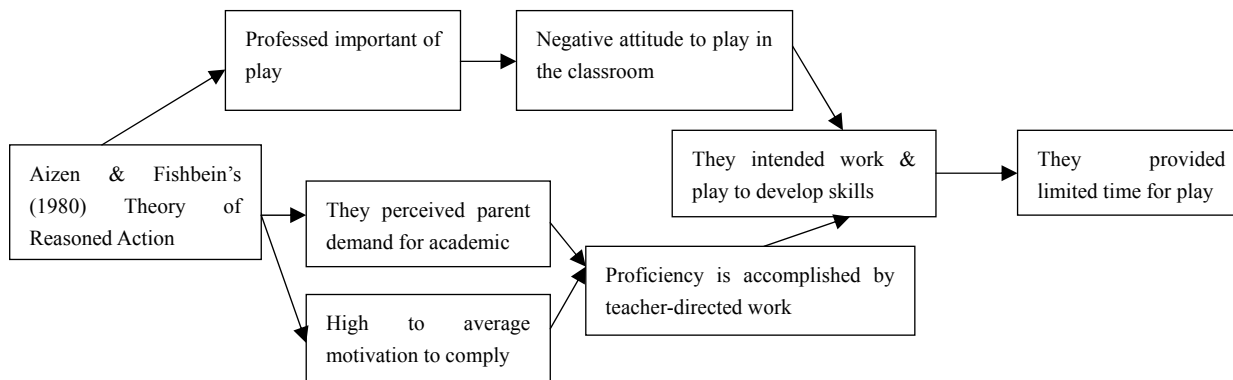 Professed important of
play
Negative attitude to play in
the classroom
Aizen & Fishbein's
(1980) Theory of
Reasoned Action
They perceived parent
demand for academic
High to average
motivation to comply
Proficiency is accomplished by
teacher-directed work
They intended work &
play to develop skills
They provided
limited time for play